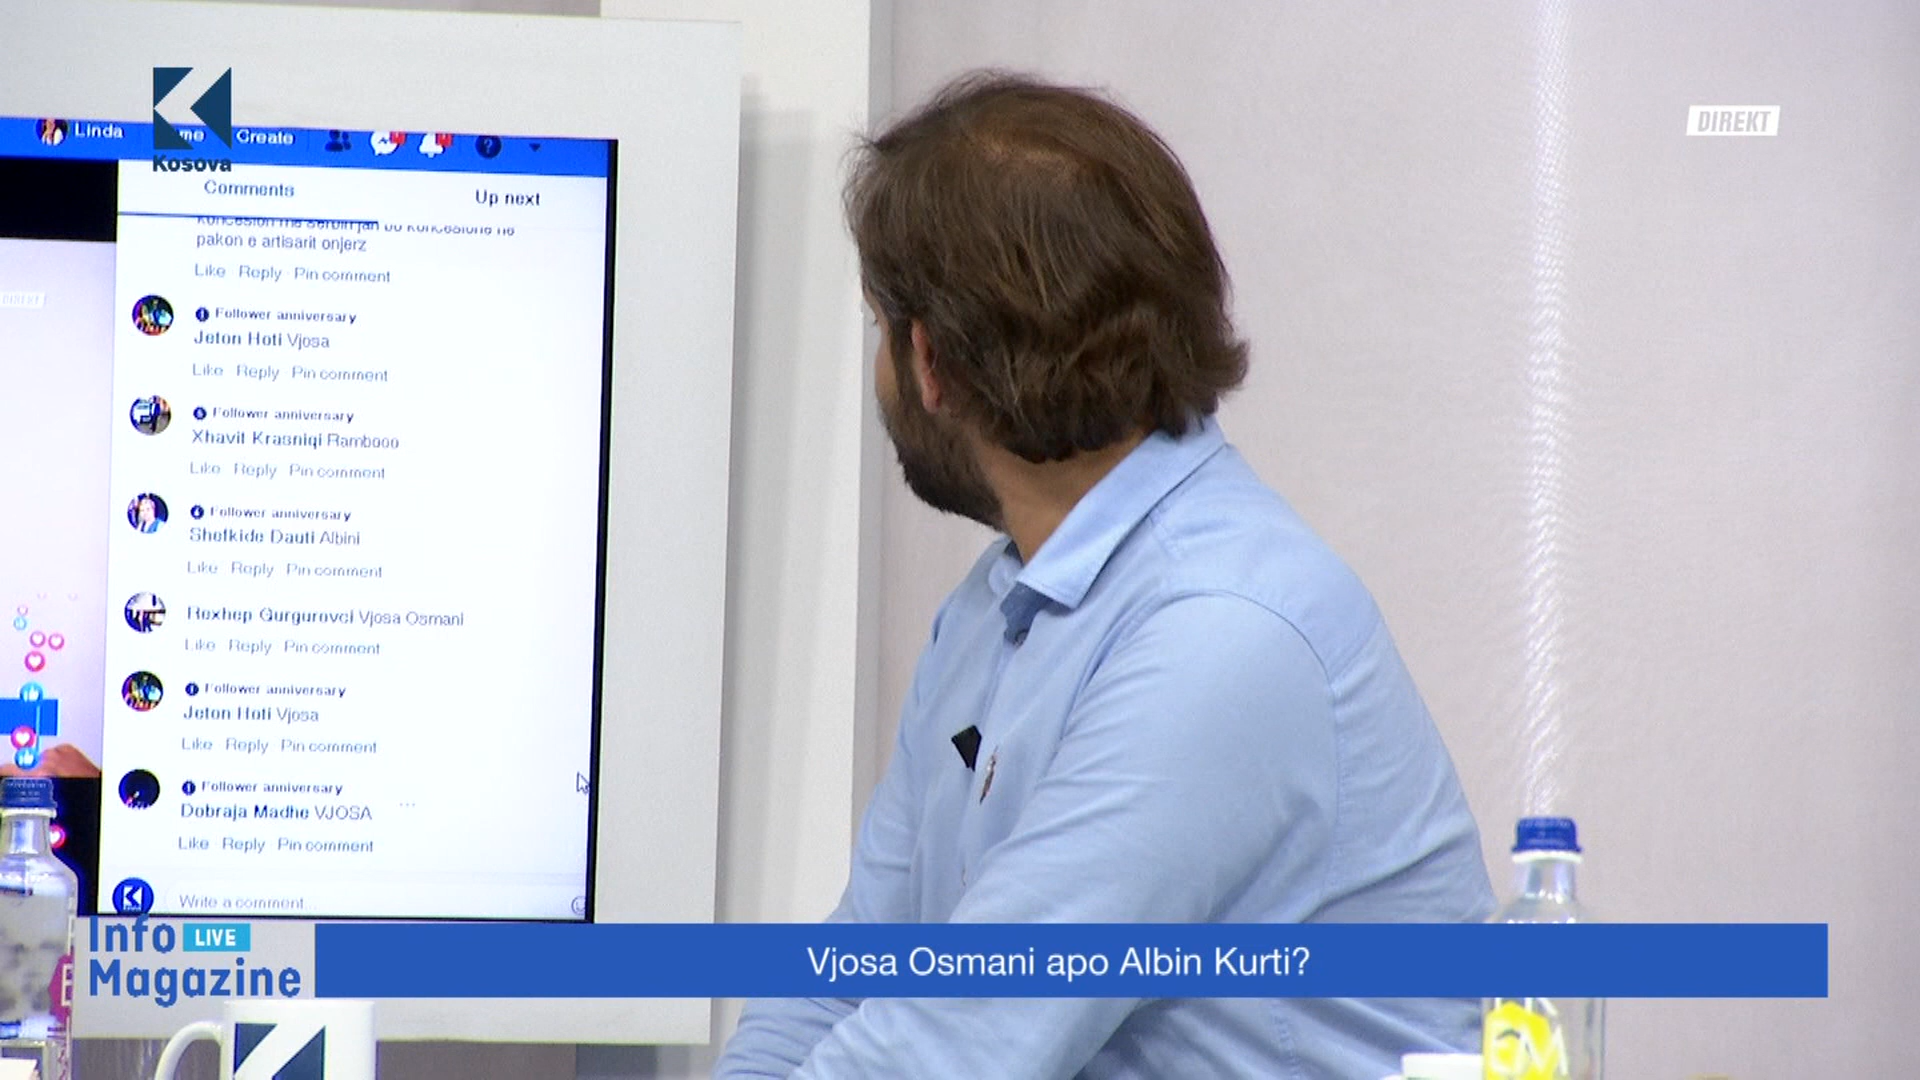 Kosova
DIREKT
Linda
Create
Comments
Up next
pakon e artisarit onjerz
Like Reply Pin comment
DIREKT
Follower anniversary
Jeton Hoti Vjosa
Like Reply Pin comment
Follower anniversary
Xhavit Krasniqi Rambooo
Like Reply Pin comment
Follower anniversary
Shefkide Dauti Albini
Like Reply Pin comment
Rexhep Gurgurovci Vjosa Osmani
Like Reply Pin comment
Follower anniversary
Jeton Hoti Vjosa
Like Reply Pin comment
Follower anniversary
Dobraja Madhe VJOSA ...
Like Reply Pin comment
Write a comment...
Info LIVE
Magazine
Vjosa Osmani apo Albin Kurti?